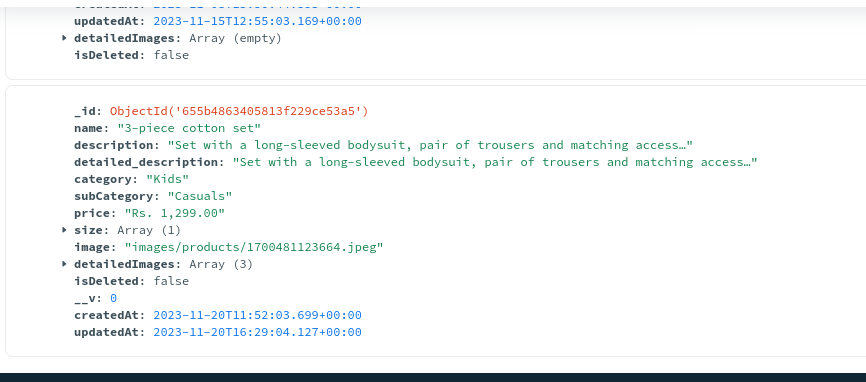 updatedAt: 2023-11-15T12:55:03.169+00:00
detailedImages: Array (empty)
isDeleted: false
_id: ObjectId('655b4863405813f229ce53a5')
name: "3-piece cotton set"
description: "Set with a long-sleeved bodysuit, pair of trousers and matching access…"
detailed_description: "Set with a long-sleeved bodysuit, pair of trousers and matching access…"
category: "Kids"
subCategory: "Casuals"
price: "Rs. 1,299.00"
size: Array (1)
image: "images/products/1700481123664.jpeg"
detailedImages: Array (3)
isDeleted: false
__v: 0
createdAt: 2023-11-20T11:52:03.699+00:00
updatedAt: 2023-11-20T16:29:04.127+00:00